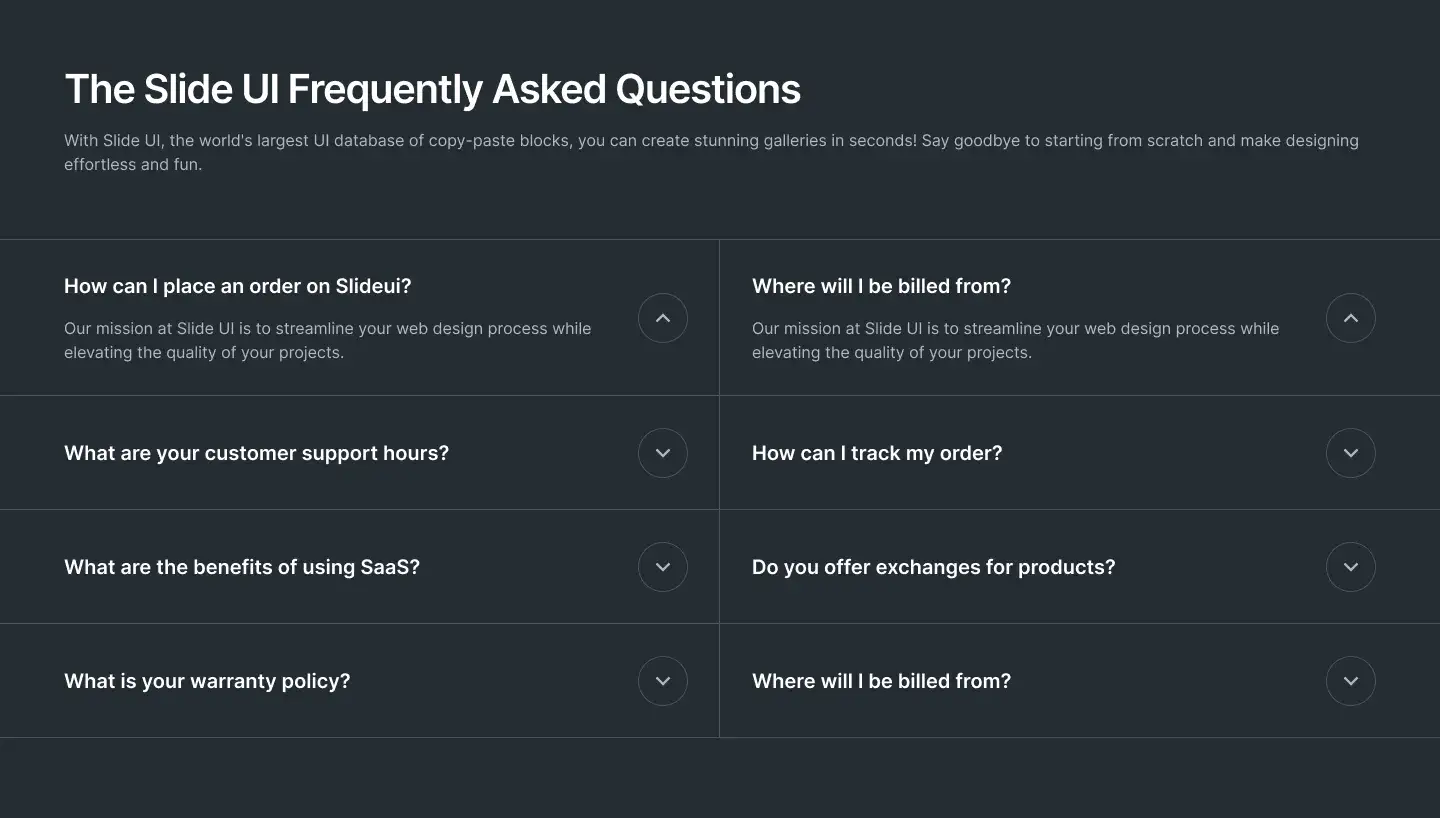 The Slide UI Frequently Asked Questions
With Slide UI, the world's largest UI database of copy-paste blocks, you can create stunning galleries in seconds! Say goodbye to starting from scratch and make designing
effortless and fun.
How can I place an order on Slideui?
Our mission at Slide UI is to streamline your web design process while
elevating the quality of your projects.
What are your customer support hours?
What are the benefits of using SaaS?
What is your warranty policy?
Where will I be billed from?
Our mission at Slide UI is to streamline your web design process while
elevating the quality of your projects.
How can I track my order?
Do you offer exchanges for products?
Where will I be billed from?